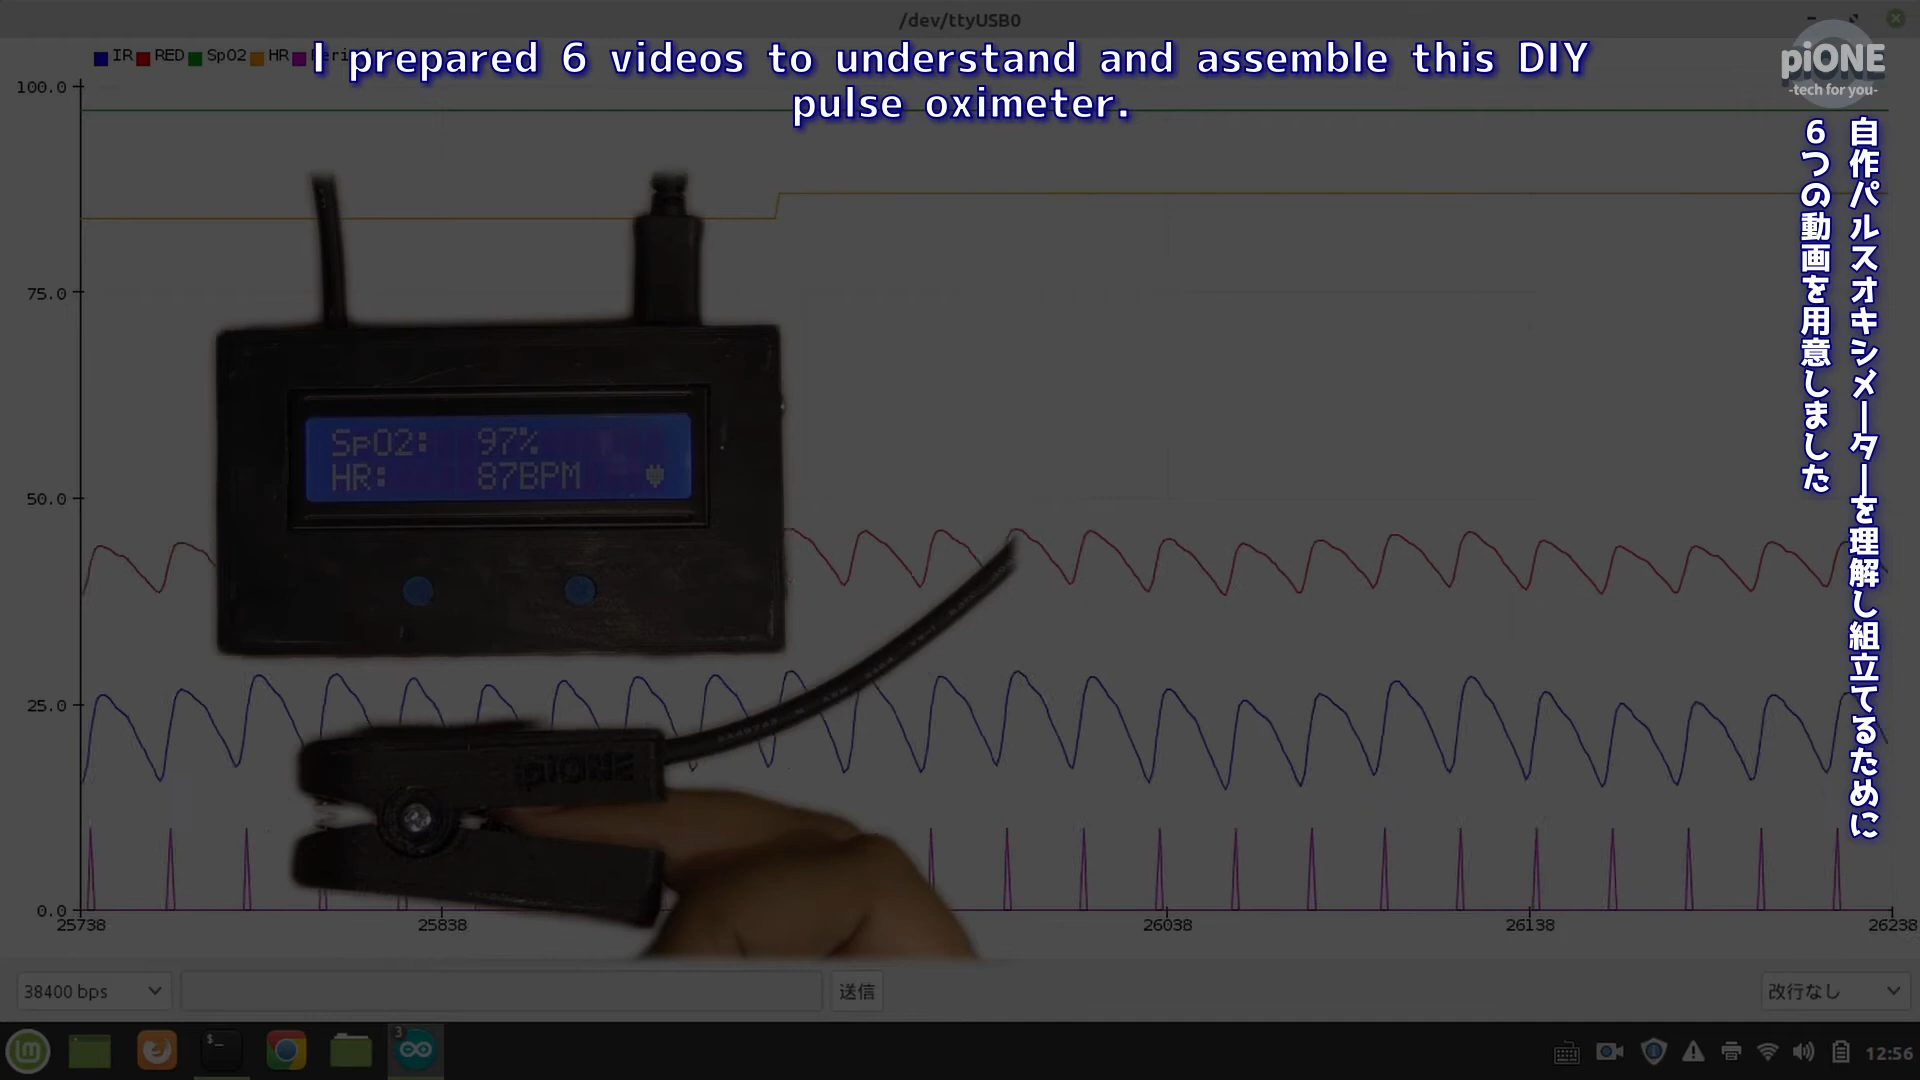 /dev/ttyUSB0
IR RED SpO2 HR
I prepared 6 videos to understand and assemble this DIY
pulse oximeter.
piONE
-tech for you-
自作パルスオキシメーターを理解し組立てるために
6つの動画を用意しました
100.0
75.0
50.0
25.0
0.0
SpO2: 97%
HR: 87BPM
piONE
25738
25838
26038
26138
26238
38400 bps
送信
改行なし
3
12:56